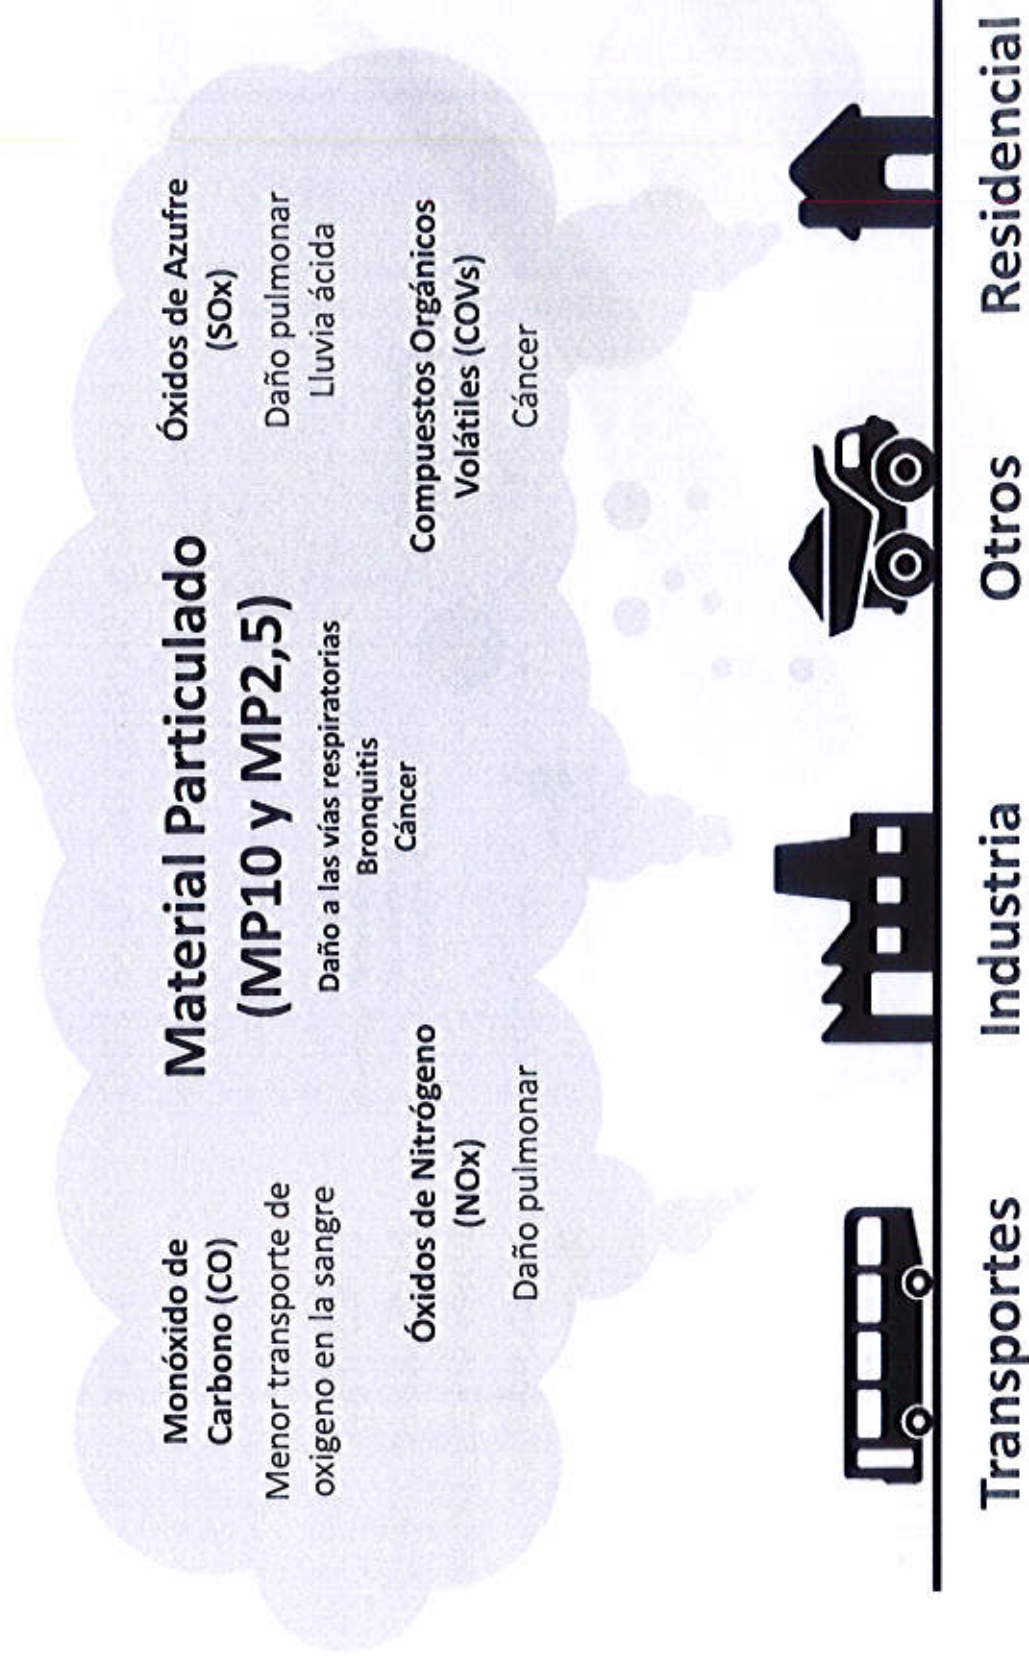 Monóxido de
Carbono (CO)
Menor transporte de
oxigeno en la sangre
Material Particulado
(MP10 y MP2,5)
Daño a las vías respiratorias
Bronquitis
Cáncer
Óxidos de Azufre
(SOx)
Daño pulmonar
Lluvia ácida
Óxidos de Nitrógeno
(NOx)
Daño pulmonar
Compuestos Orgánicos
Volátiles (COVs)
Cáncer
Transportes
Industria
Otros
Residencial